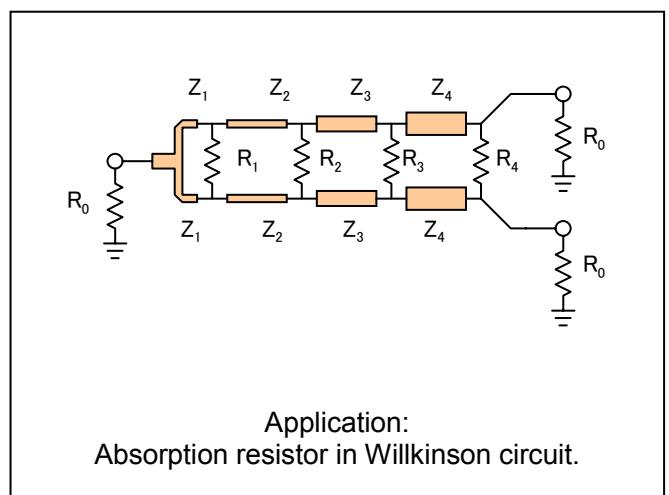 Z1 Z2 Z3 Z4
R0
R1 R2 R3 R4
R0
Z1 Z2 Z3 Z4
R0
Application:
Absorption resistor in Willkinson circuit.